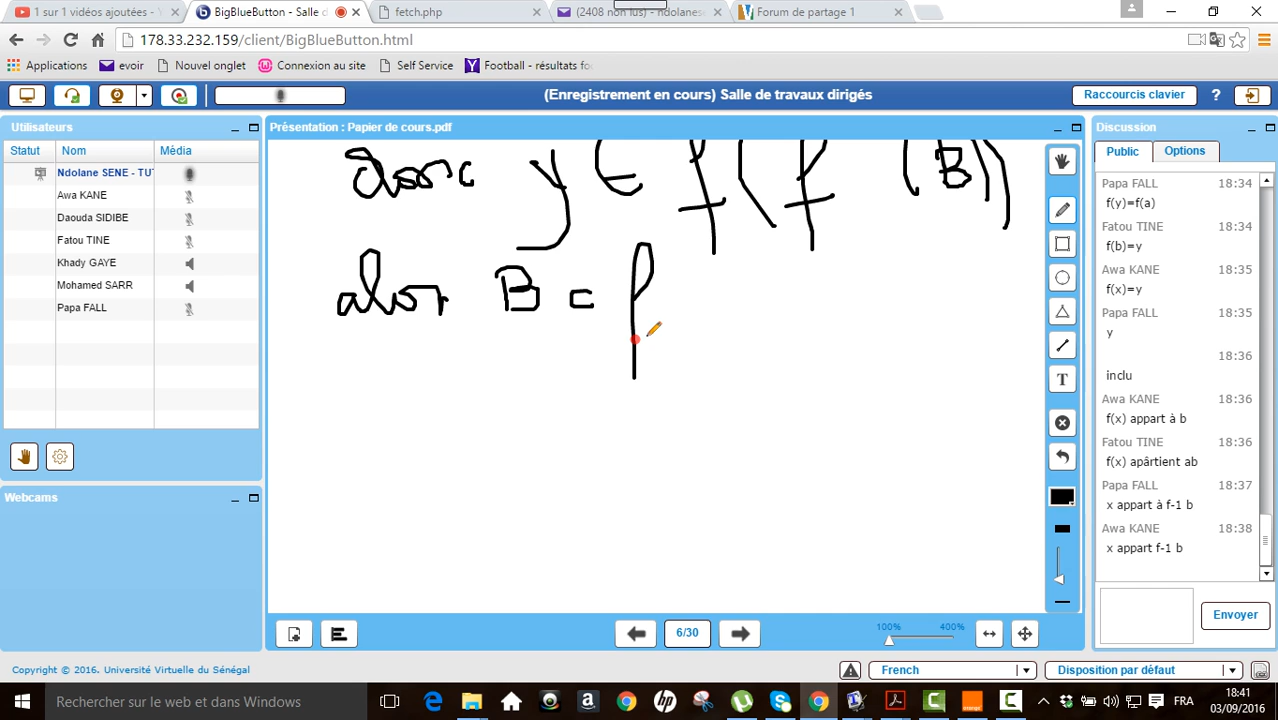 1 sur 1 vidéos ajoutées -
BigBlueButton - Salle d
fetch.php
(2408 non lus) - ndolanes
Forum de partage 1
178.33.232.159/client/BigBlueButton.html
Applications
evoir
Nouvel onglet
Connexion au site
Self Service
Football - résultats fo
(Enregistrement en cours) Salle de travaux dirigés
Raccourcis clavier
?
Utilisateurs
Statut Nom Média
Ndolane SENE - TUT
Awa KANE
Daouda SIDIBE
Fatou TINE
Khady GAYE
Mohamed SARR
Papa FALL
Webcams
Présentation : Papier de cours.pdf
donc y ∈ f(f (B))
alor B ⊂ f
6/30
100% 400%
Discussion
Public Options
Papa FALL 18:34
f(y)=f(a)
Fatou TINE 18:34
f(b)=y
Awa KANE 18:35
f(x)=y
Papa FALL 18:35
y
18:36
inclu
Awa KANE 18:36
f(x) appart à b
Fatou TINE 18:36
f(x) apârtient ab
Papa FALL 18:37
x appart à f-1 b
Awa KANE 18:38
x appart f-1 b
Envoyer
Copyright © 2016. Université Virtuelle du Sénégal
French
Disposition par défaut
Rechercher sur le web et dans Windows
FRA
18:41
03/09/2016